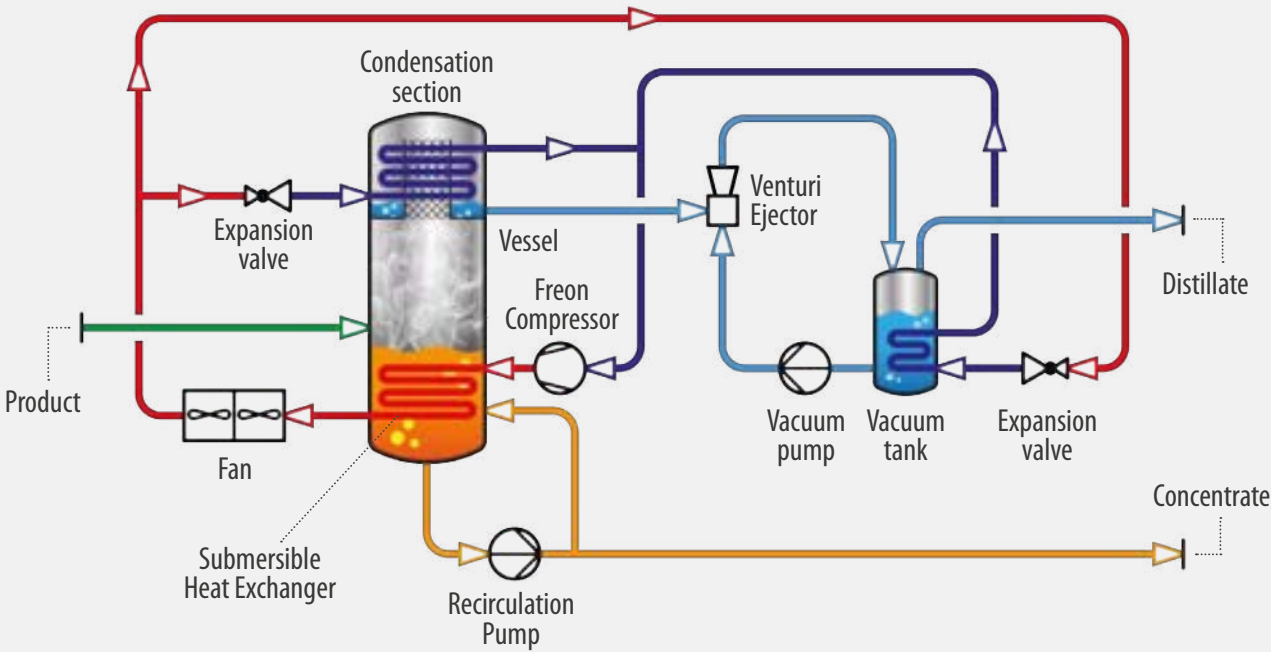 Condensation
section
Expansion
valve
Vessel
Venturi
Ejector
Freon
Compressor
Distillate
Product
Fan
Vacuum
pump
Vacuum
tank
Expansion
valve
Concentrate
Submersible
Heat Exchanger
Recirculation
Pump